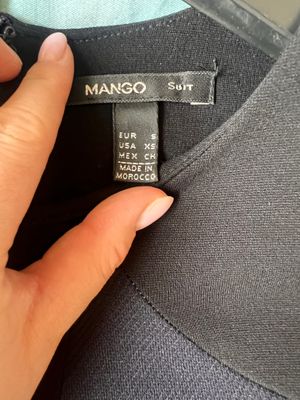 MANGO SUIT
EUR S
USA XS
MEX CH
MADE IN
MOROCCO